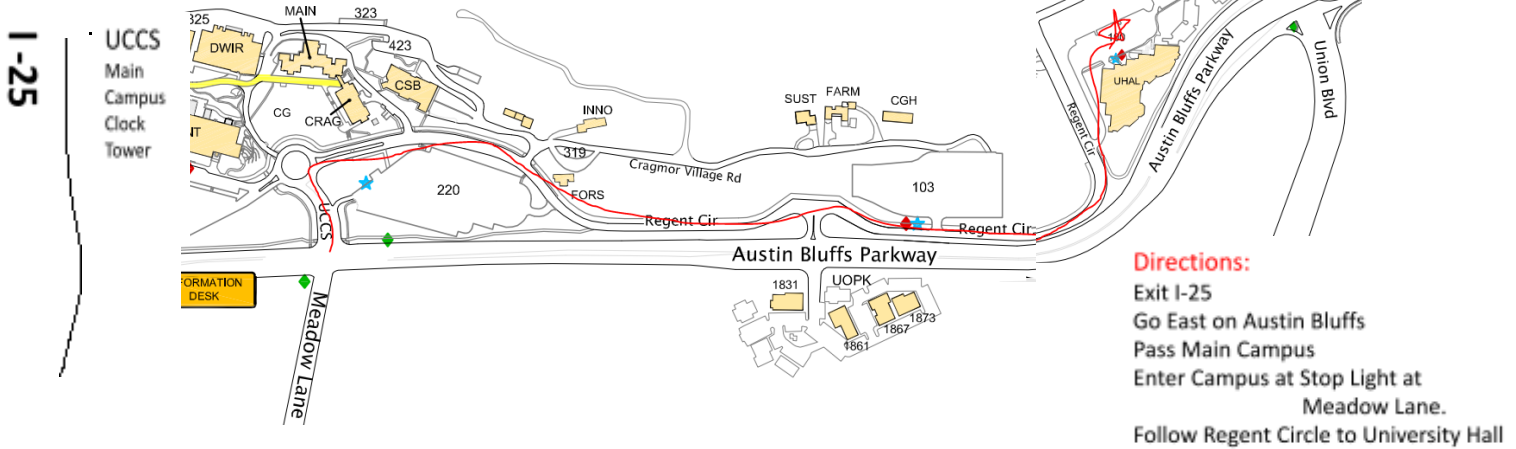 I-25
UCCS
Main
Campus
Clock
Tower
325
MAIN
323
DWIR
423
CSB
CG
CRAG
NT
INNO
319
FORS
220
UCCS
SUST
FARM
CGH
Cragmor Village Rd
103
Regent Cir
Regent Cir
Austin Bluffs Parkway
FORMATION
DESK
Meadow Lane
1831
UOPK
1861
1867
1873
UHAL
Regent Cir
Austin Bluffs Parkway
Union Blvd
Directions:
Exit I-25
Go East on Austin Bluffs
Pass Main Campus
Enter Campus at Stop Light at
Meadow Lane.
Follow Regent Circle to University Hall